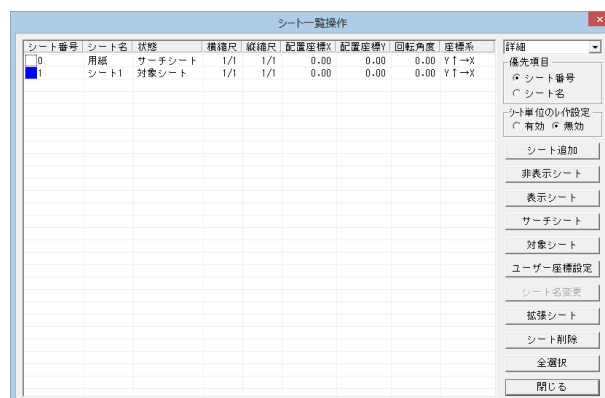 シート一覧操作
シート番号 シート名 状態 横縮尺 縦縮尺 配置座標X 配置座標Y 回転角度 座標系
0 用紙 サーチシート 1/1 1/1 0.00 0.00 0.00 Y↑→X
1 シート1 対象シート 1/1 1/1 0.00 0.00 0.00 Y↑→X
詳細
優先項目
シート番号
シート名
シート単位のレイヤ設定
有効 無効
シート追加
非表示シート
表示シート
サーチシート
対象シート
ユーザー座標設定
シート名変更
拡張シート
シート削除
全選択
閉じる